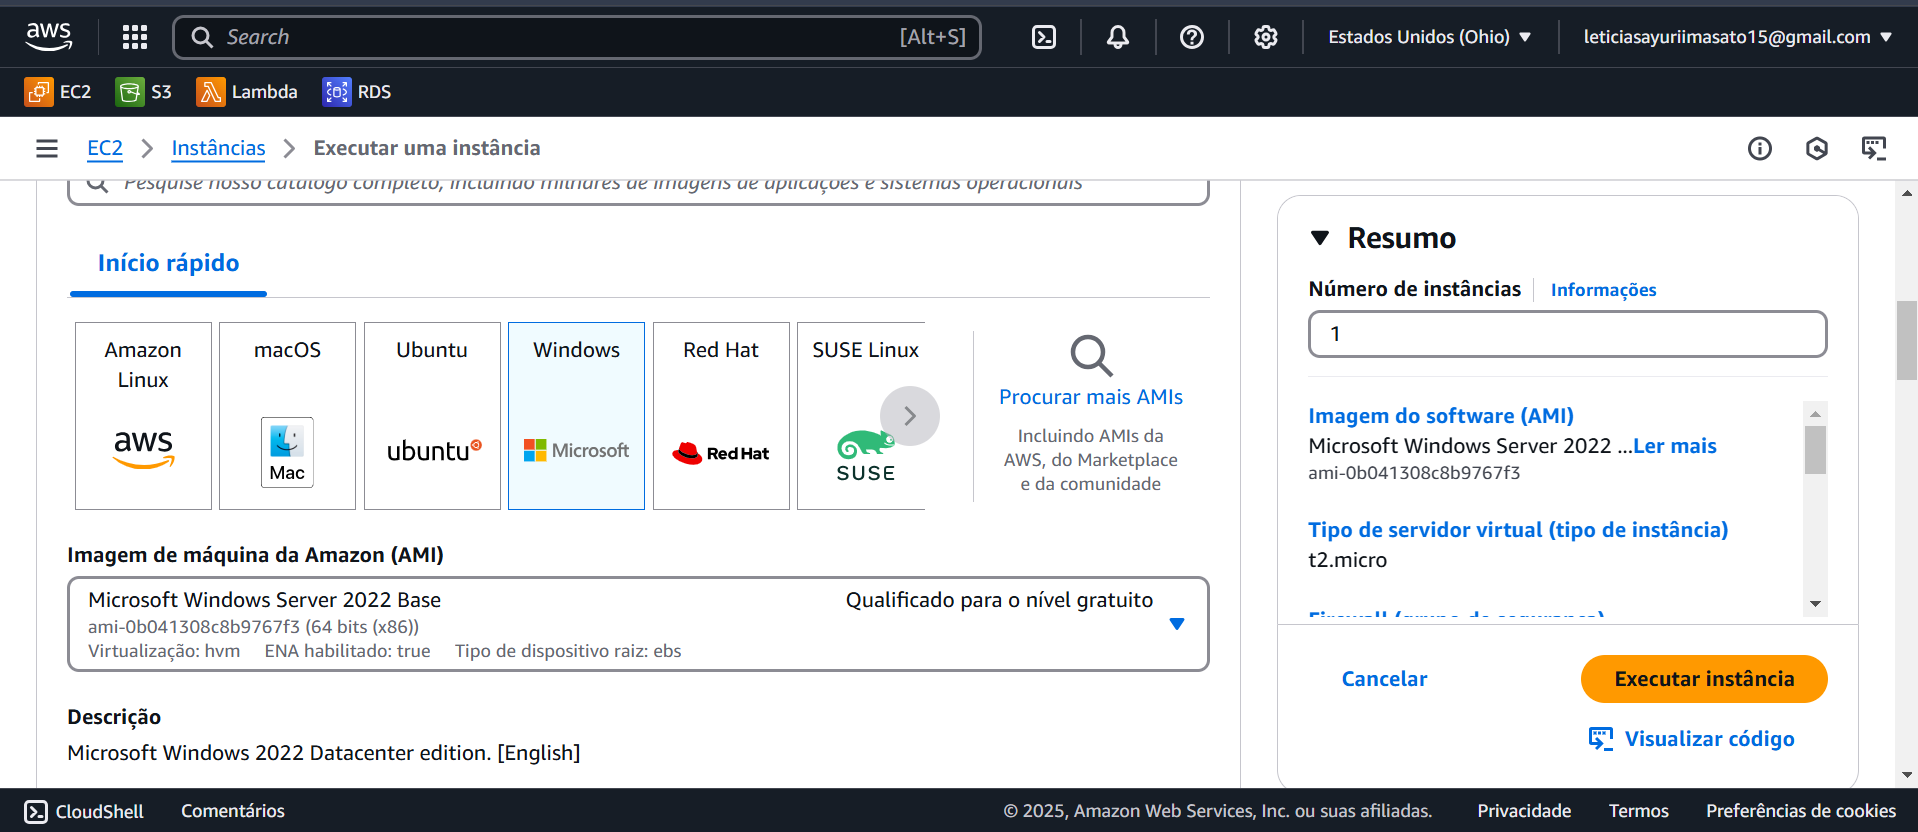 aws
Search
[Alt+S]
Estados Unidos (Ohio)
leticiasayuriimasato15@gmail.com
EC2
S3
Lambda
RDS
EC2
Instâncias
Executar uma instância
Pesquise nosso catálogo completo, incluindo milhares de imagens de aplicações e sistemas operacionais
Início rápido
Amazon
Linux
aws
macOS
Mac
Ubuntu
ubuntu
Windows
Microsoft
Red Hat
Red Hat
SUSE Linux
SUSE
Procurar mais AMIs
Incluindo AMIs da
AWS, do Marketplace
e da comunidade
Imagem de máquina da Amazon (AMI)
Microsoft Windows Server 2022 Base
Qualificado para o nível gratuito
ami-0b041308c8b9767f3 (64 bits (x86))
Virtualização: hvm ENA habilitado: true Tipo de dispositivo raiz: ebs
Descrição
Microsoft Windows 2022 Datacenter edition. [English]
Resumo
Número de instâncias
Informações
1
Imagem do software (AMI)
Microsoft Windows Server 2022 ...Ler mais
ami-0b041308c8b9767f3
Tipo de servidor virtual (tipo de instância)
t2.micro
Firewall (grupo de segurança)
Cancelar
Executar instância
Visualizar código
CloudShell
Comentários
© 2025, Amazon Web Services, Inc. ou suas afiliadas.
Privacidade
Termos
Preferências de cookies